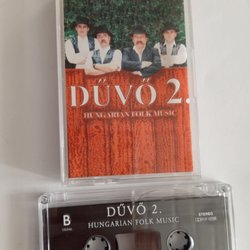 DŰVŐ 2.
HUNGARIAN FOLK MUSIC
B
DŰVŐ 2.
HUNGARIAN FOLK MUSIC
STEREO